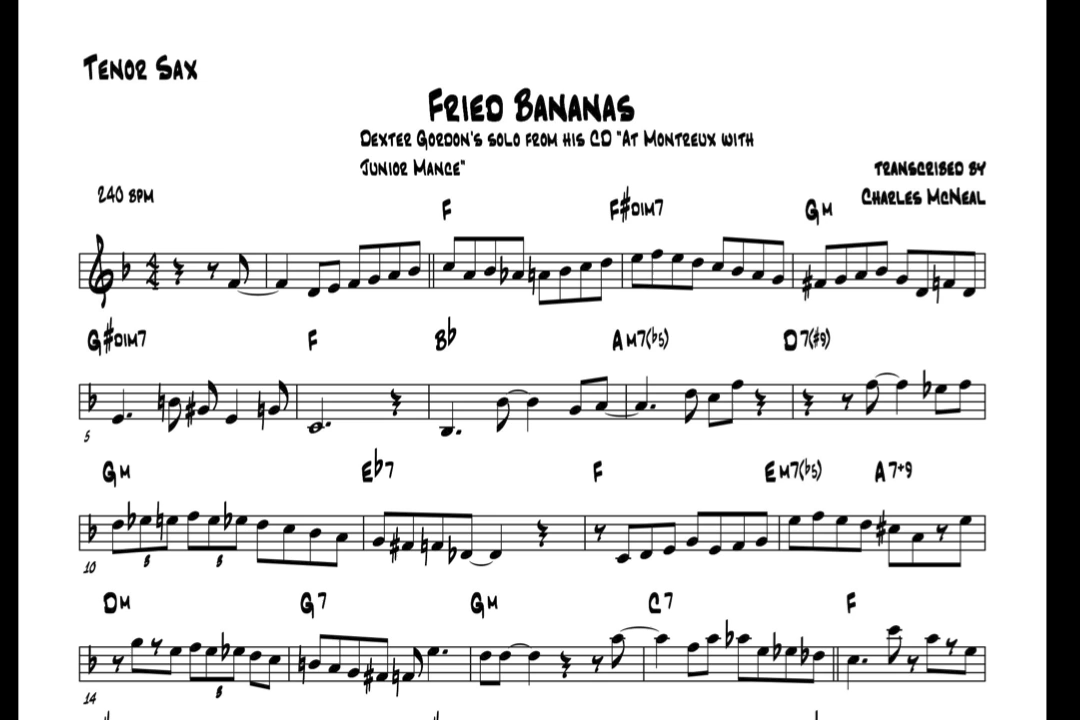 TENOR SAX
FRIED BANANAS
DEXTER GORDON'S SOLO FROM HIS CD "AT MONTREUX WITH
JUNIOR MANCE"
TRANSCRIBED BY
CHARLES MCNEAL
240 BPM
F F#DIM7 GM
4
4
G#DIM7 F Bb AM7(b5) D7(#9)
5
GM Eb7 F EM7(b5) A7+9
3 3
10
DM G7 GM C7 F
3
14